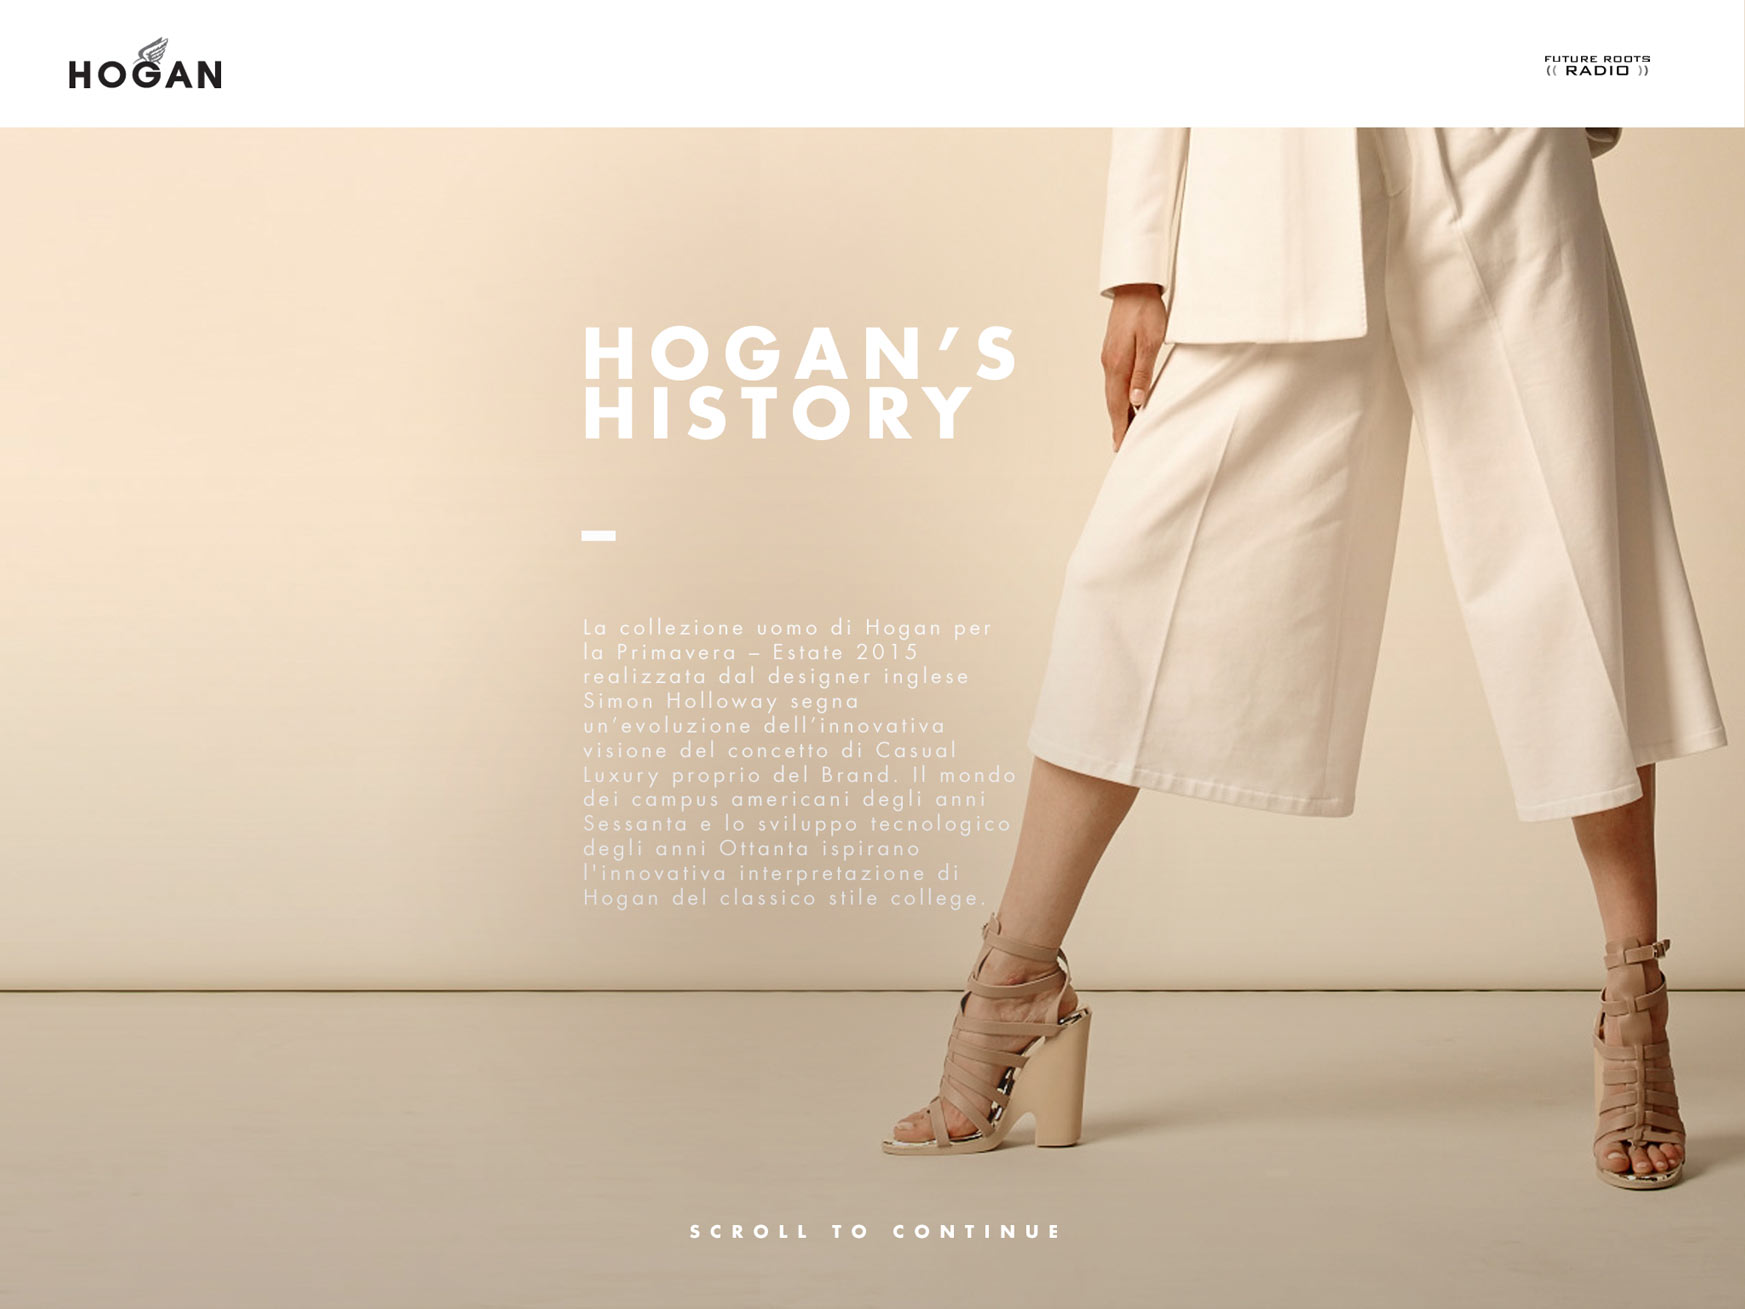 HOGAN
FUTURE ROOTS
(( RADIO ))
HOGAN’S
HISTORY
La collezione uomo di Hogan per
la Primavera – Estate 2015
realizzata dal designer inglese
Simon Holloway segna
un’evoluzione dell’innovativa
visione del concetto di Casual
Luxury proprio del Brand. Il mondo
dei campus americani degli anni
Sessanta e lo sviluppo tecnologico
degli anni Ottanta ispirano
l'innovativa interpretazione di
Hogan del classico stile college.
SCROLL TO CONTINUE